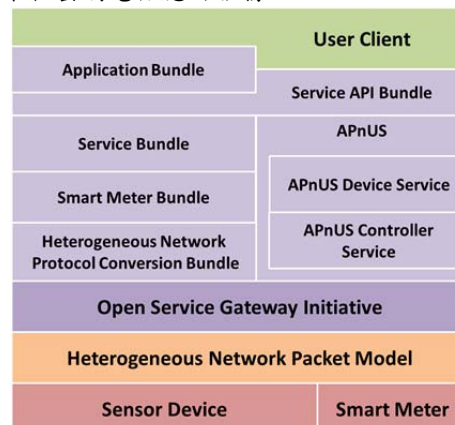 User Client
Application Bundle
Service API Bundle
Service Bundle
APnUS
Smart Meter Bundle
APnUS Device Service
Heterogeneous Network
Protocol Conversion Bundle
APnUS Controller
Service
Open Service Gateway Initiative
Heterogeneous Network Packet Model
Sensor Device
Smart Meter